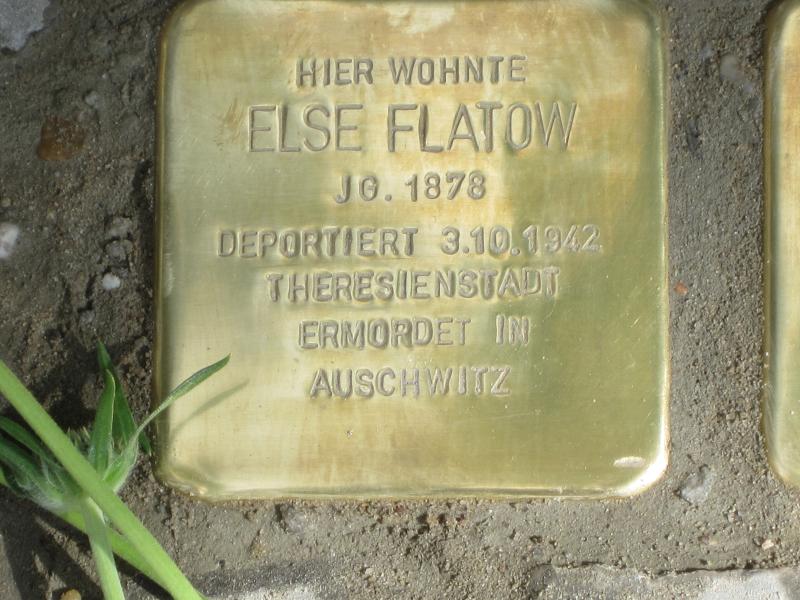 HIER WOHNTE
ELSE FLATOW
JG. 1878
DEPORTIERT 3.10.1942
THERESIENSTADT
ERMORDET IN
AUSCHWITZ